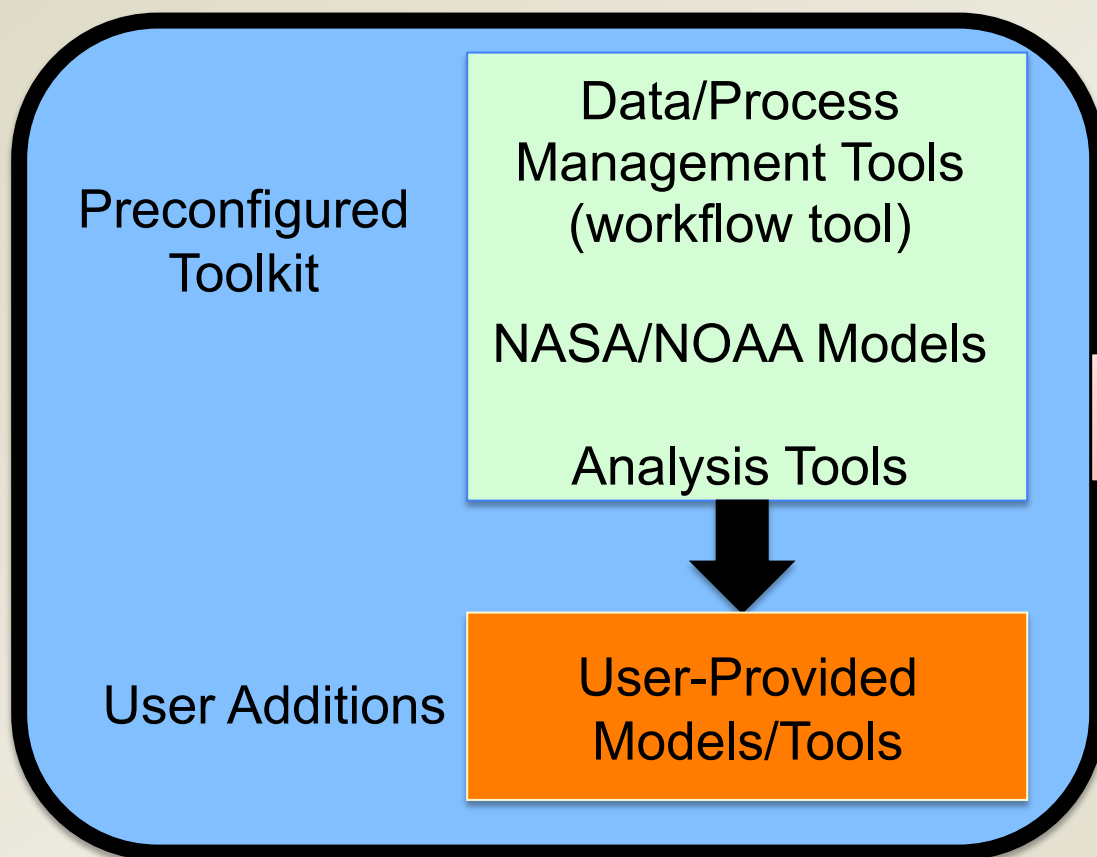 Preconfigured
Toolkit
Data/Process
Management Tools
(workflow tool)
NASA/NOAA Models
Analysis Tools
User Additions
User-Provided
Models/Tools